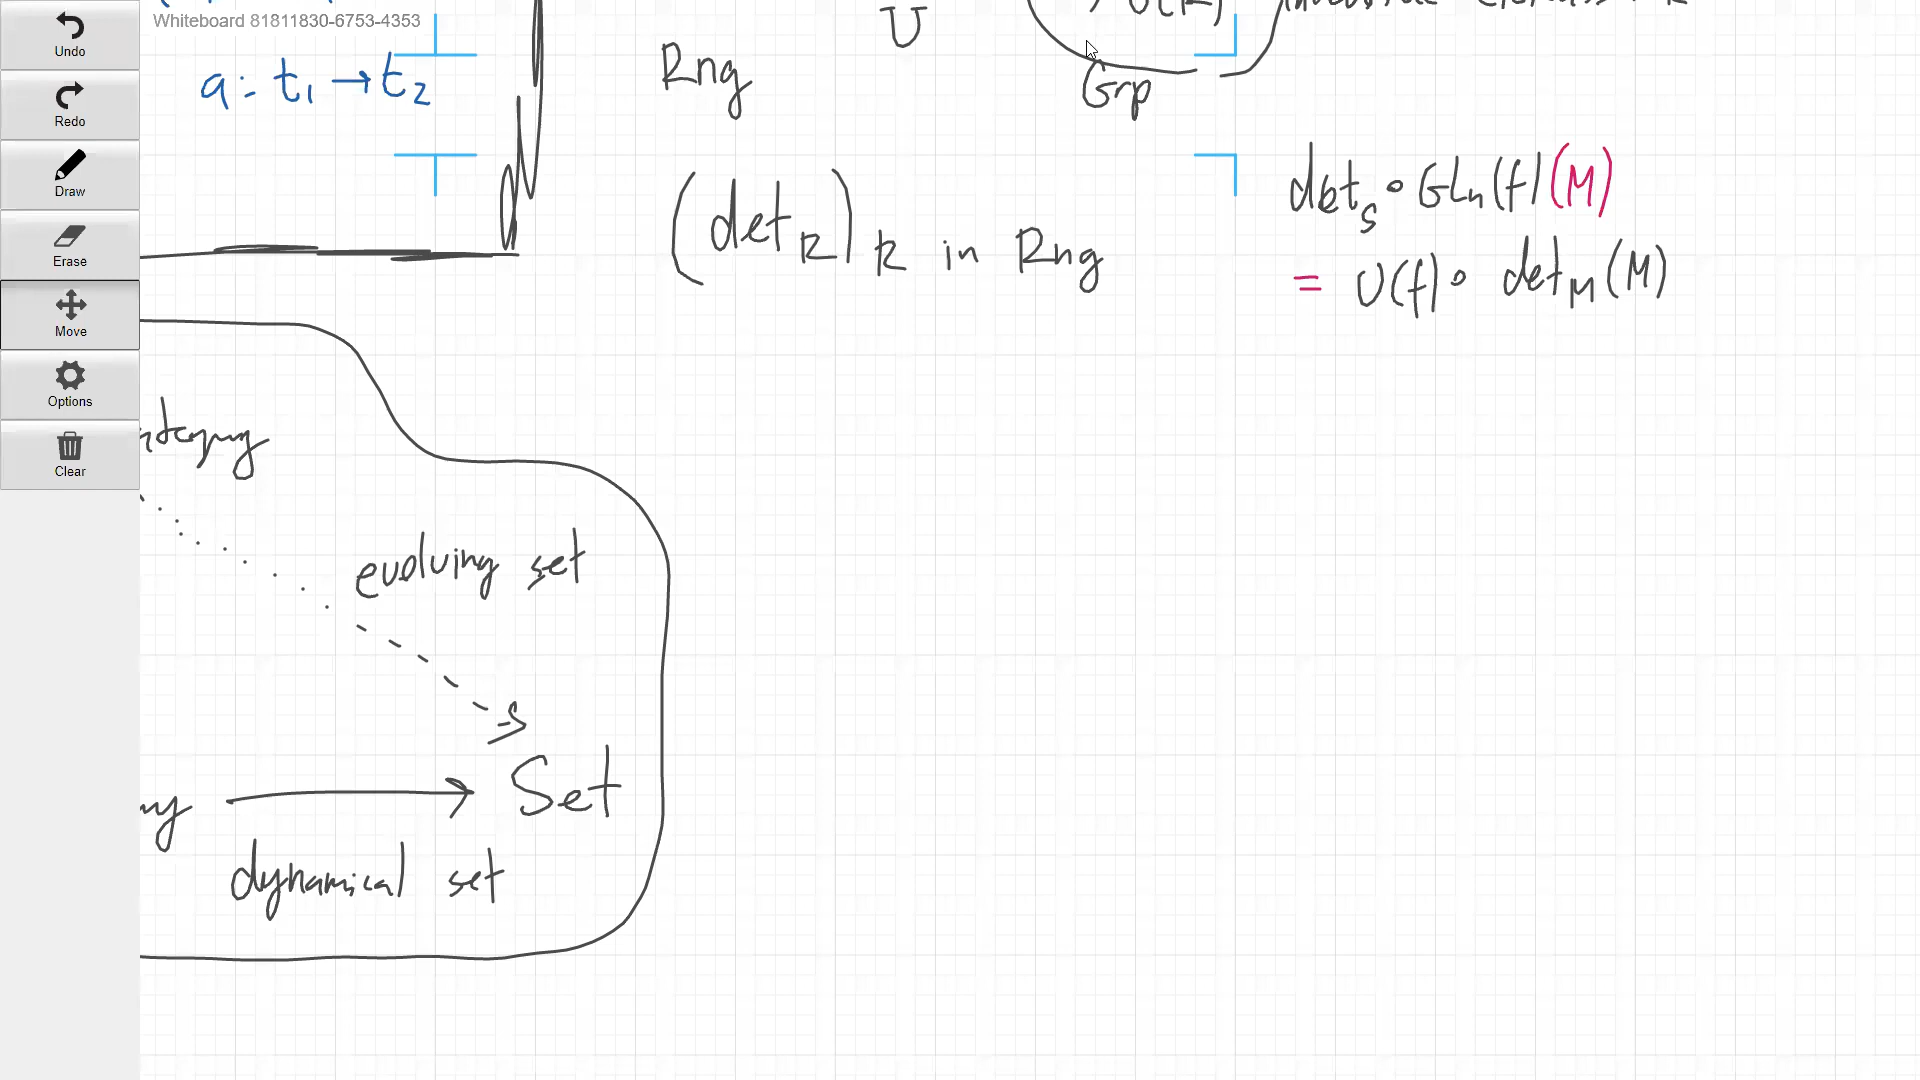 Undo
Redo
Draw
Erase
Move
Options
Clear
Whiteboard 81811830-6753-4353
a: t₁ → t₂
Rng
U
Grp
(det_R)_R in Rng
det_S ∘ GLn(f)(M)
= U(f) ∘ det_M(M)
evolving set
Set
dynamical set